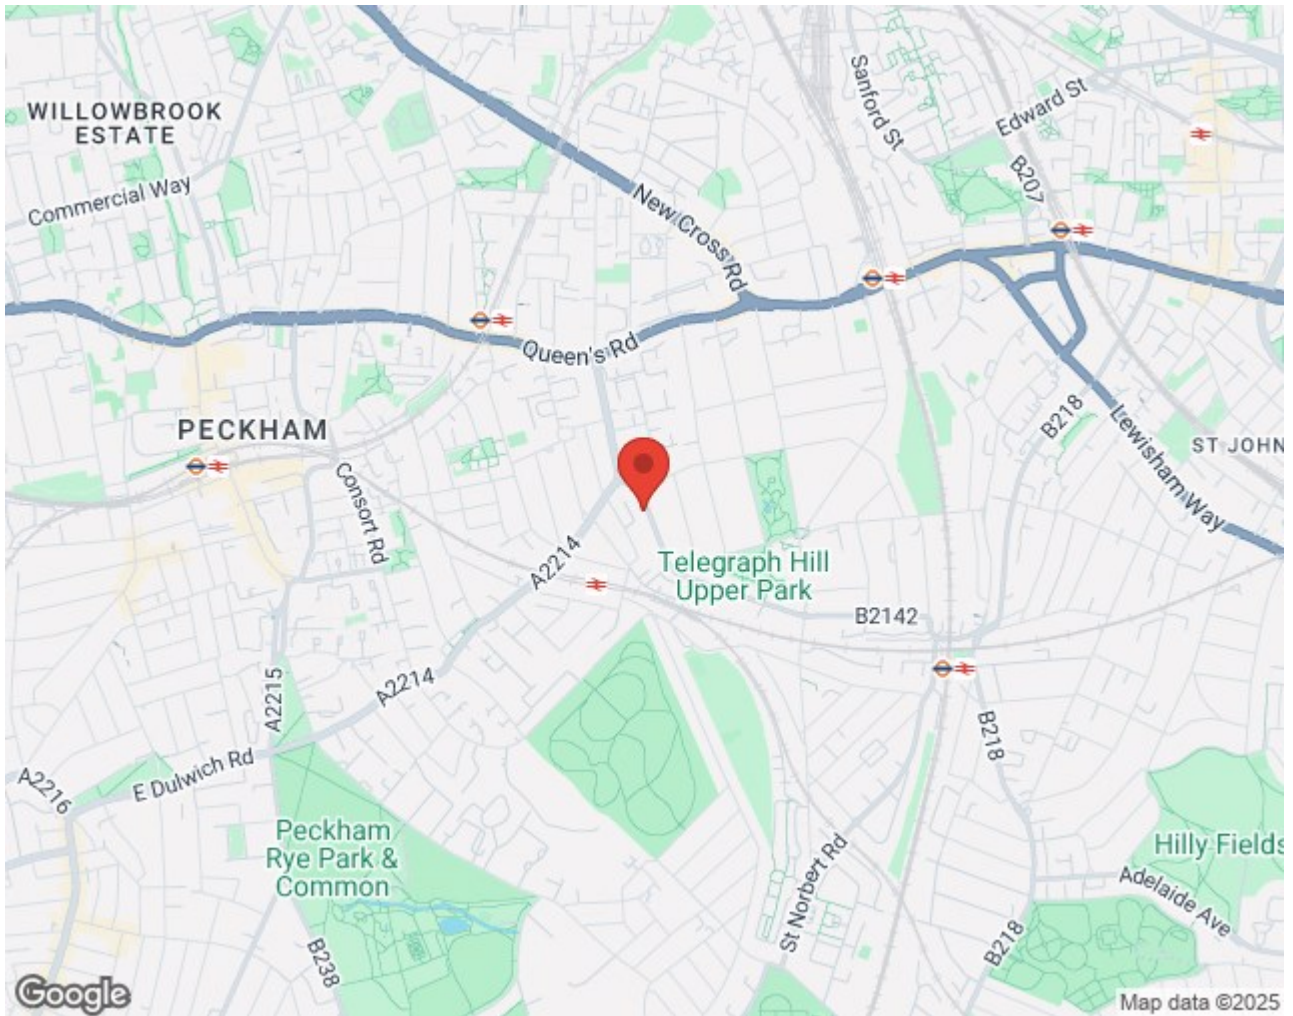 WILLOWBROOK
ESTATE
Sanford St
Edward St
B207
Commercial Way
New Cross Rd
Queen's Rd
PECKHAM
B218
Lewisham Way
ST JOHN
Consort Rd
A2214
Telegraph Hill
Upper Park
B2142
A2215
A2214
B218
E Dulwich Rd
A2216
Peckham
Rye Park &
Common
St Norbert Rd
Hilly Fields
Adelaide Ave
B218
B238
Google
Map data ©2025